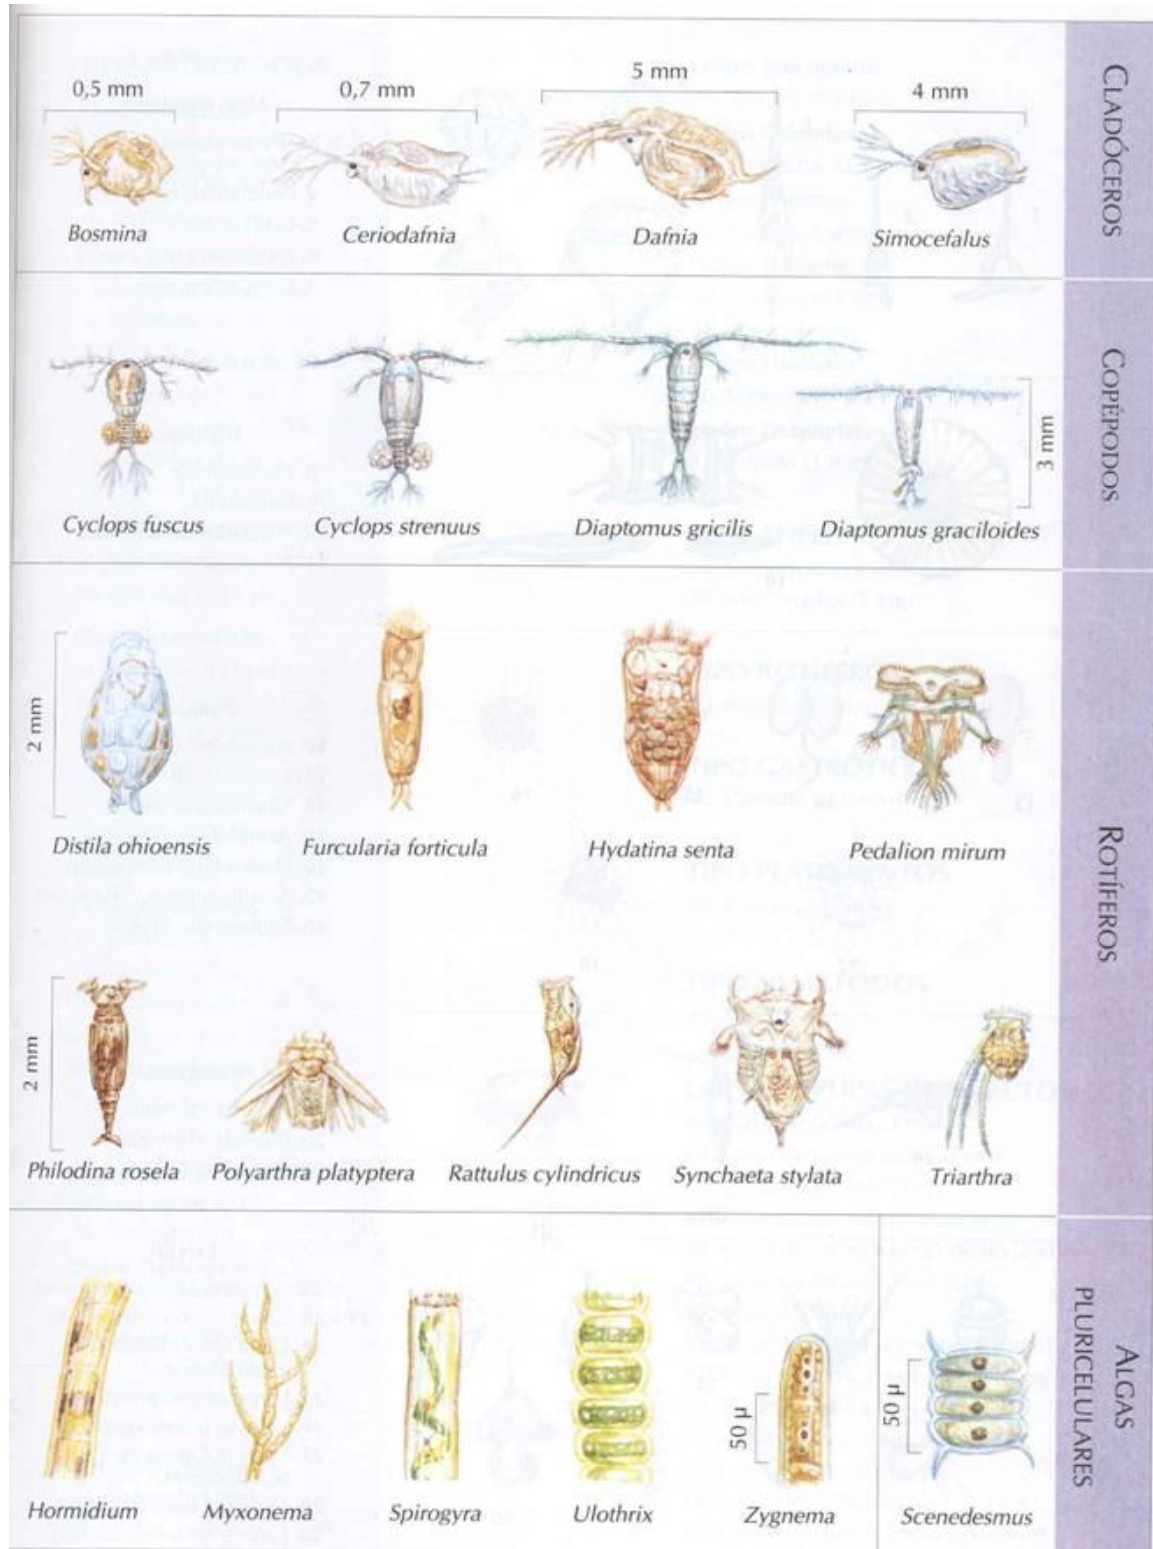 CLADÓCEROS
0,5 mm
0,7 mm
5 mm
4 mm
Bosmina
Ceriodafnia
Dafnia
Simocefalus
COPÉPODOS
3 mm
Cyclops fuscus
Cyclops strenuus
Diaptomus gricilis
Diaptomus graciloides
ROTÍFEROS
2 mm
Distila ohioensis
Furcularia forticula
Hydatina senta
Pedalion mirum
2 mm
Philodina rosela
Polyarthra platyptera
Rattulus cylindricus
Synchaeta stylata
Triarthra
ALGAS
PLURICELULARES
50 µ
50 µ
Hormidium
Myxonema
Spirogyra
Ulothrix
Zygnema
Scenedesmus